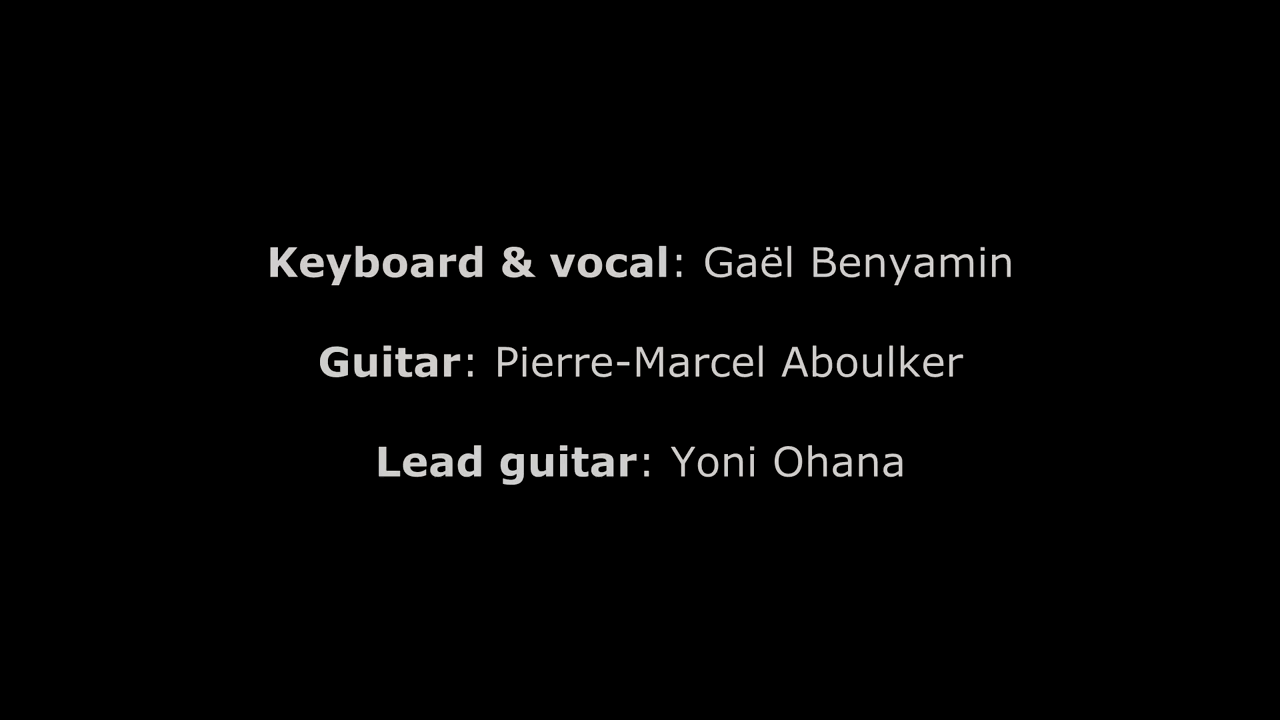 Keyboard & vocal: Gaël Benyamin
Guitar: Pierre-Marcel Aboulker
Lead guitar: Yoni Ohana